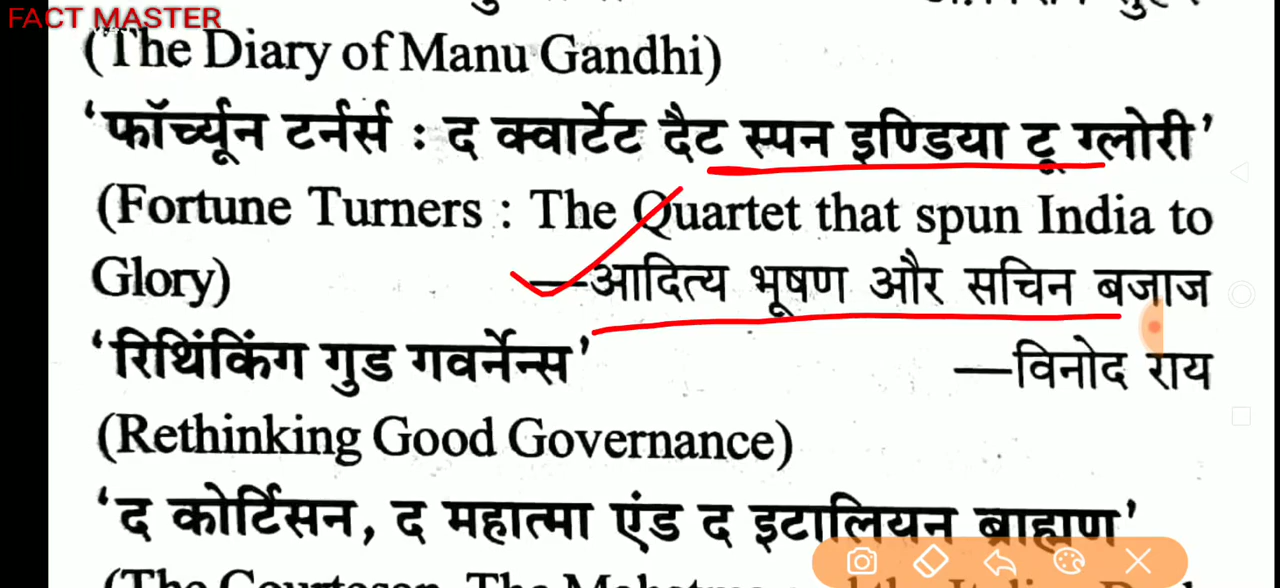 FACT MASTER
(The Diary of Manu Gandhi)
‘फॉर्च्यून टर्नर्स : द क्वार्टेट दैट स्पन इण्डिया टू ग्लोरी’
(Fortune Turners : The Quartet that spun India to
Glory) —आदित्य भूषण और सचिन बजाज
‘रिथिंकिंग गुड गवर्नेन्स’ —विनोद राय
(Rethinking Good Governance)
‘द कोर्टिसन, द महात्मा एंड द इटालियन ब्राह्मण’